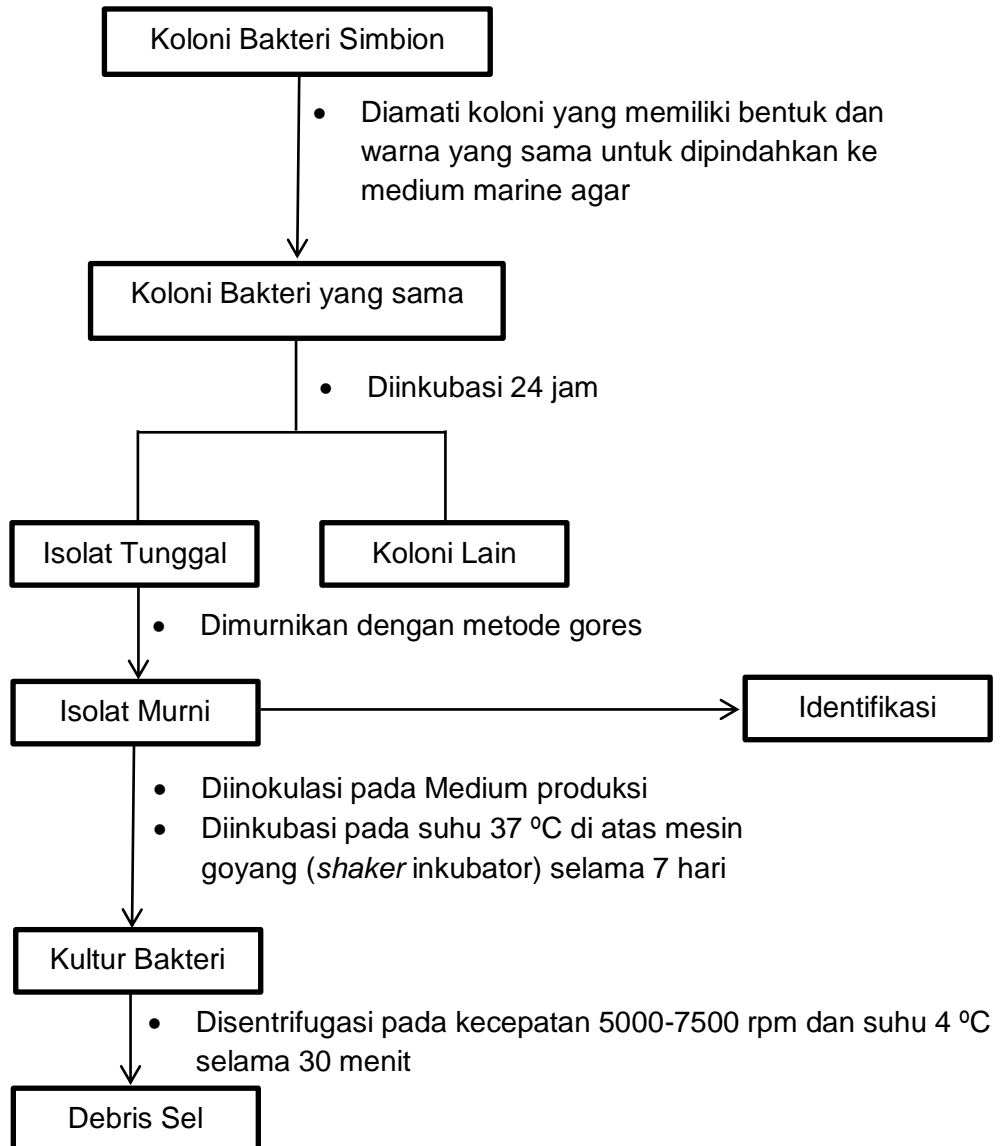 Koloni Bakteri Simbion
• Diamati koloni yang memiliki bentuk dan
warna yang sama untuk dipindahkan ke
medium marine agar
Koloni Bakteri yang sama
• Diinkubasi 24 jam
Isolat Tunggal
Koloni Lain
• Dimurnikan dengan metode gores
Isolat Murni
Identifikasi
• Diinokulasi pada Medium produksi
• Diinkubasi pada suhu 37 ⁰C di atas mesin
goyang (shaker inkubator) selama 7 hari
Kultur Bakteri
• Disentrifugasi pada kecepatan 5000-7500 rpm dan suhu 4 ⁰C
selama 30 menit
Debris Sel